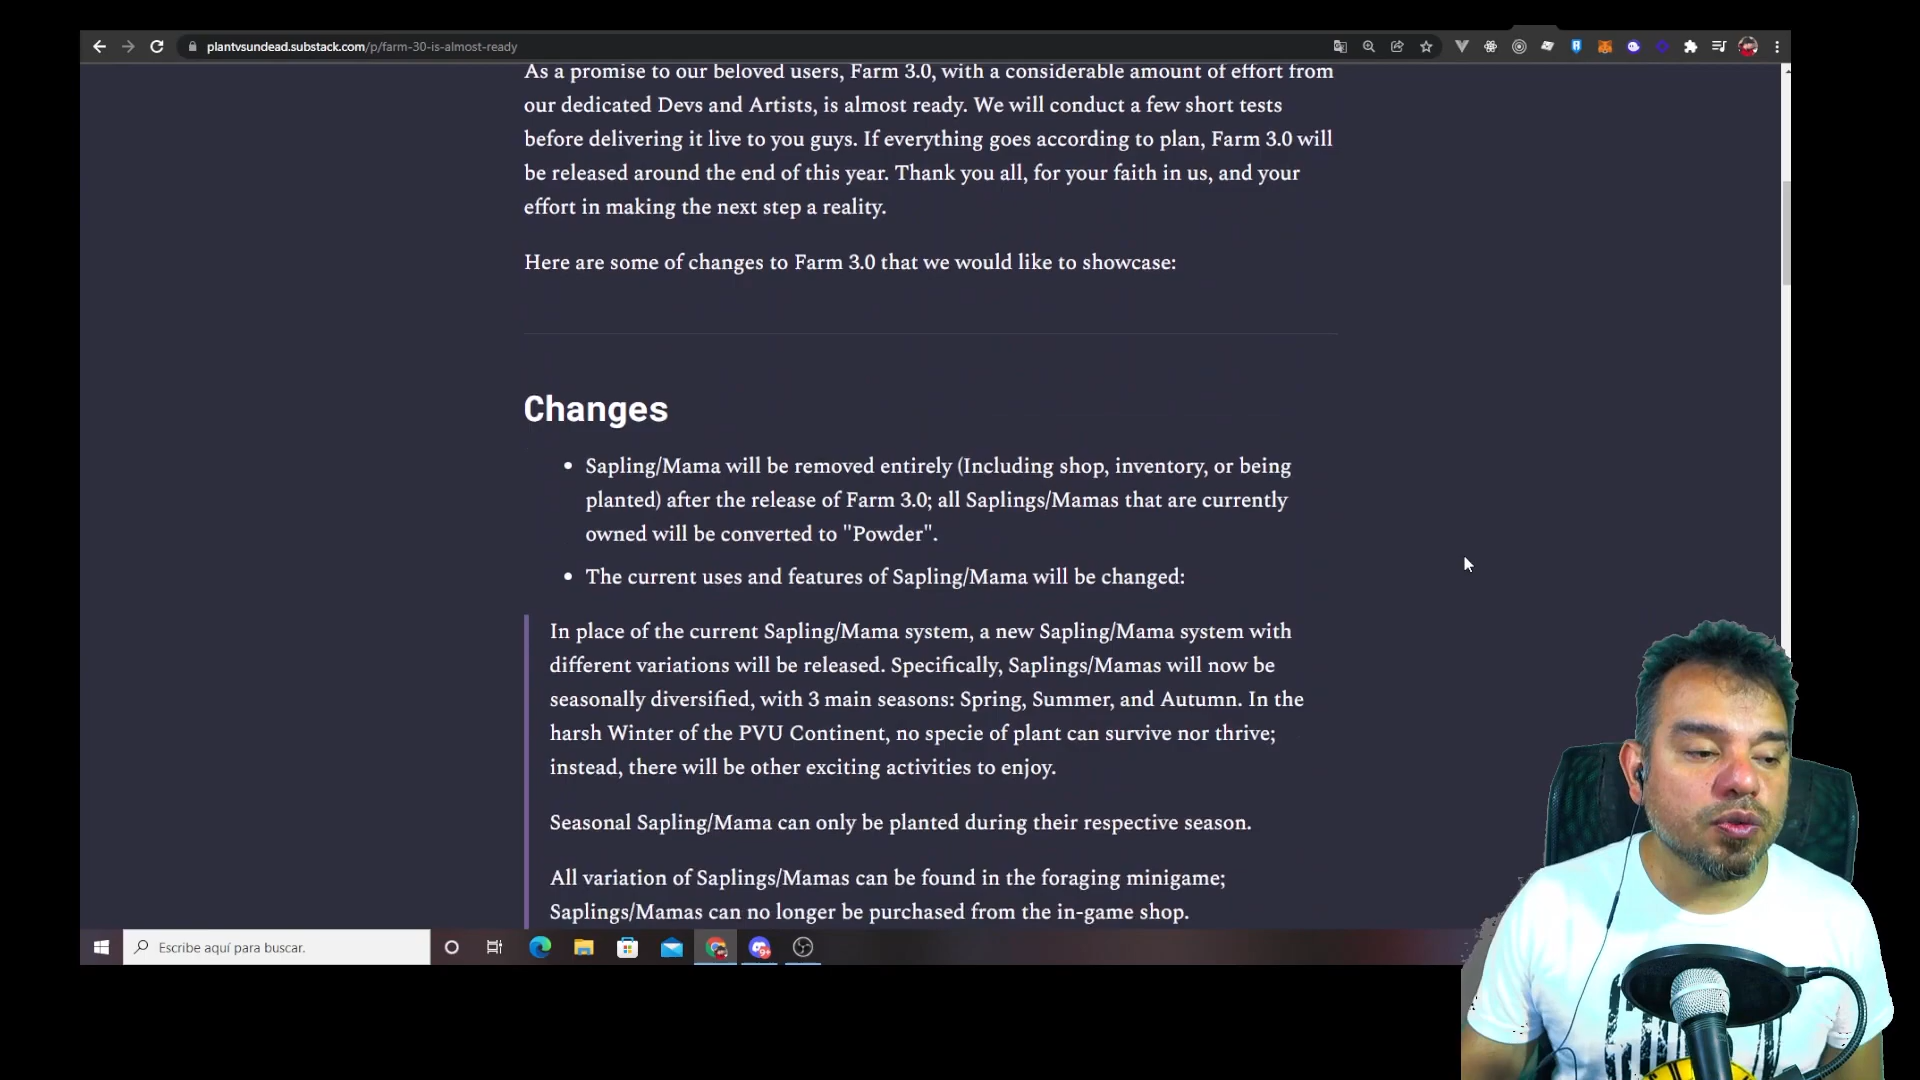 plantvsundead.substack.com/p/farm-30-is-almost-ready
As a promise to our beloved users, Farm 3.0, with a considerable amount of effort from
our dedicated Devs and Artists, is almost ready. We will conduct a few short tests
before delivering it live to you guys. If everything goes according to plan, Farm 3.0 will
be released around the end of this year. Thank you all, for your faith in us, and your
effort in making the next step a reality.
Here are some of changes to Farm 3.0 that we would like to showcase:
Changes
• Sapling/Mama will be removed entirely (Including shop, inventory, or being
planted) after the release of Farm 3.0; all Saplings/Mamas that are currently
owned will be converted to "Powder".
• The current uses and features of Sapling/Mama will be changed:
In place of the current Sapling/Mama system, a new Sapling/Mama system with
different variations will be released. Specifically, Saplings/Mamas will now be
seasonally diversified, with 3 main seasons: Spring, Summer, and Autumn. In the
harsh Winter of the PVU Continent, no specie of plant can survive nor thrive;
instead, there will be other exciting activities to enjoy.
Seasonal Sapling/Mama can only be planted during their respective season.
All variation of Saplings/Mamas can be found in the foraging minigame;
Saplings/Mamas can no longer be purchased from the in-game shop.
Escribe aquí para buscar.